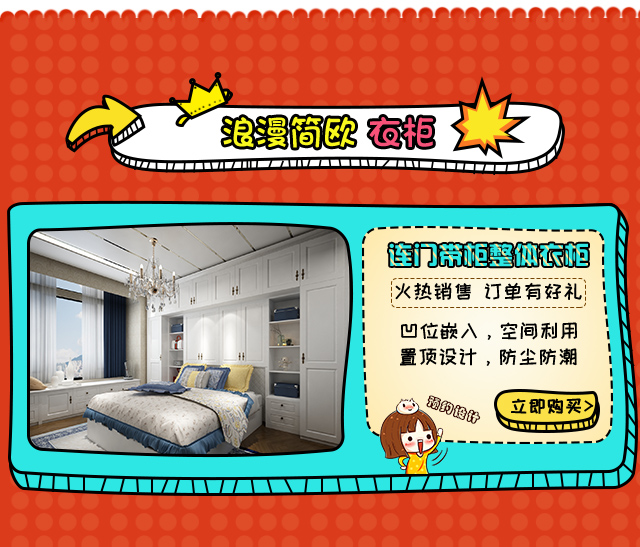 浪漫简欧 衣柜
连门带柜整体衣柜
火热销售 订单有好礼
凹位嵌入，空间利用
置顶设计，防尘防潮
预约设计
立即购买>